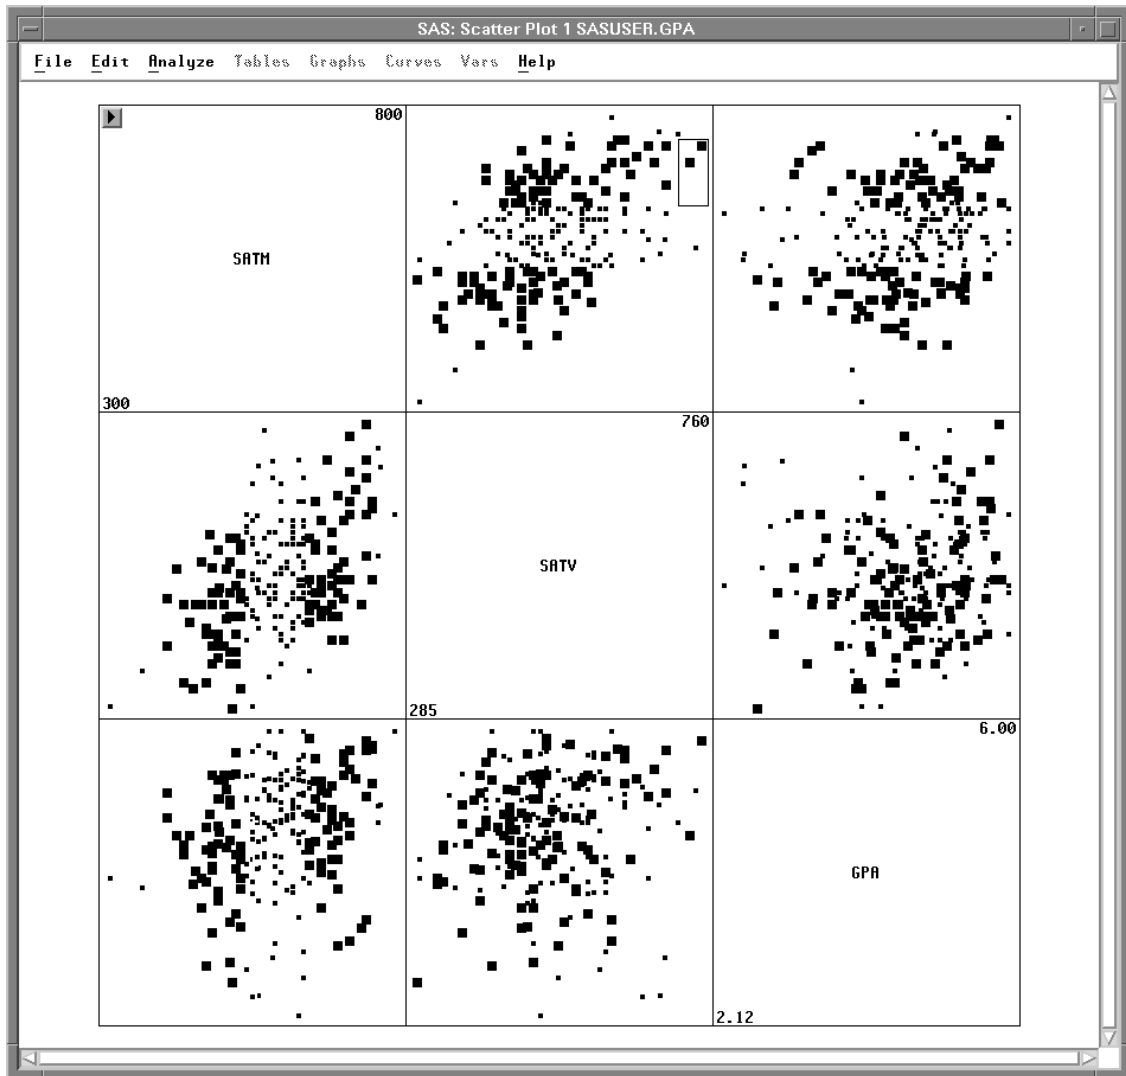 SAS: Scatter Plot 1 SASUSER.GPA
File Edit Analyze Tables Graphs Curves Vars Help
800
SATM
300
760
SATV
285
6.00
GPA
2.12